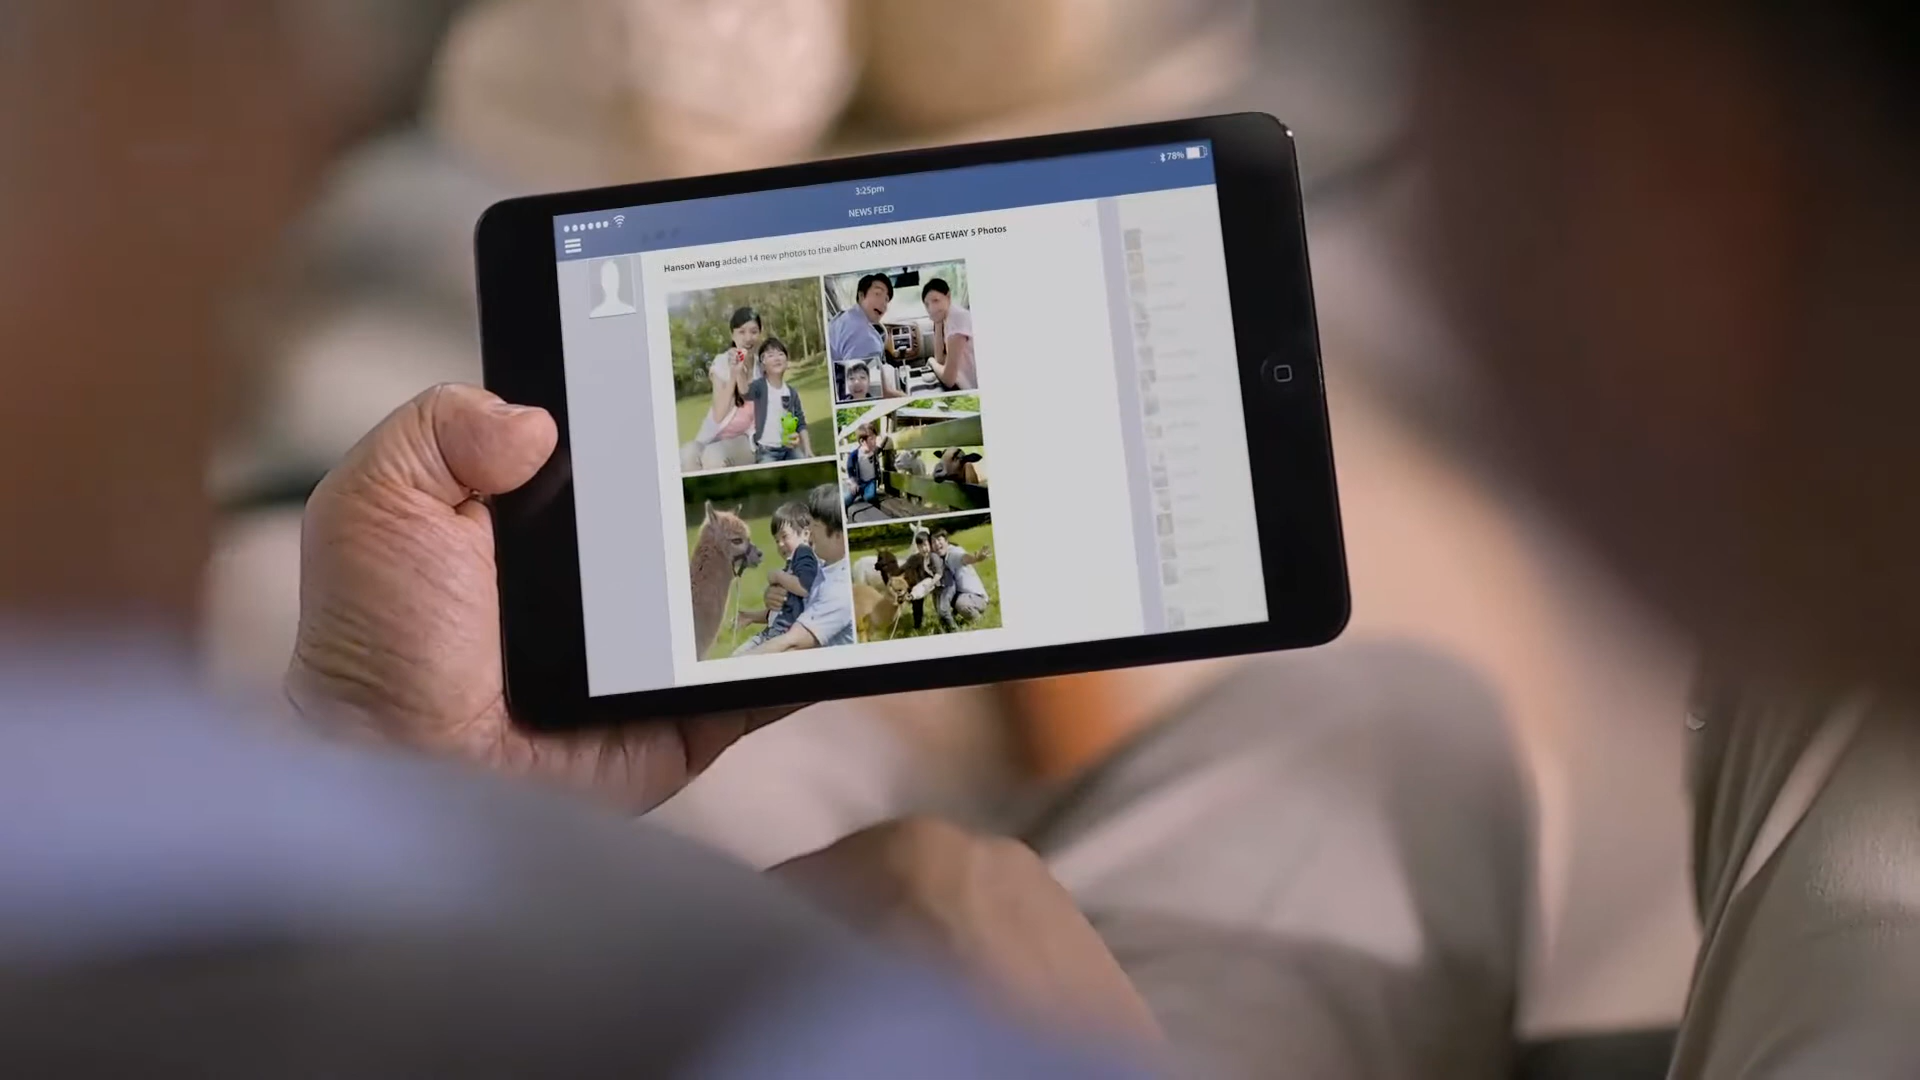 78%
3:25pm
NEWS FEED
Hanson Wang added 14 new photos to the album CANNON IMAGE GATEWAY 5 Photos